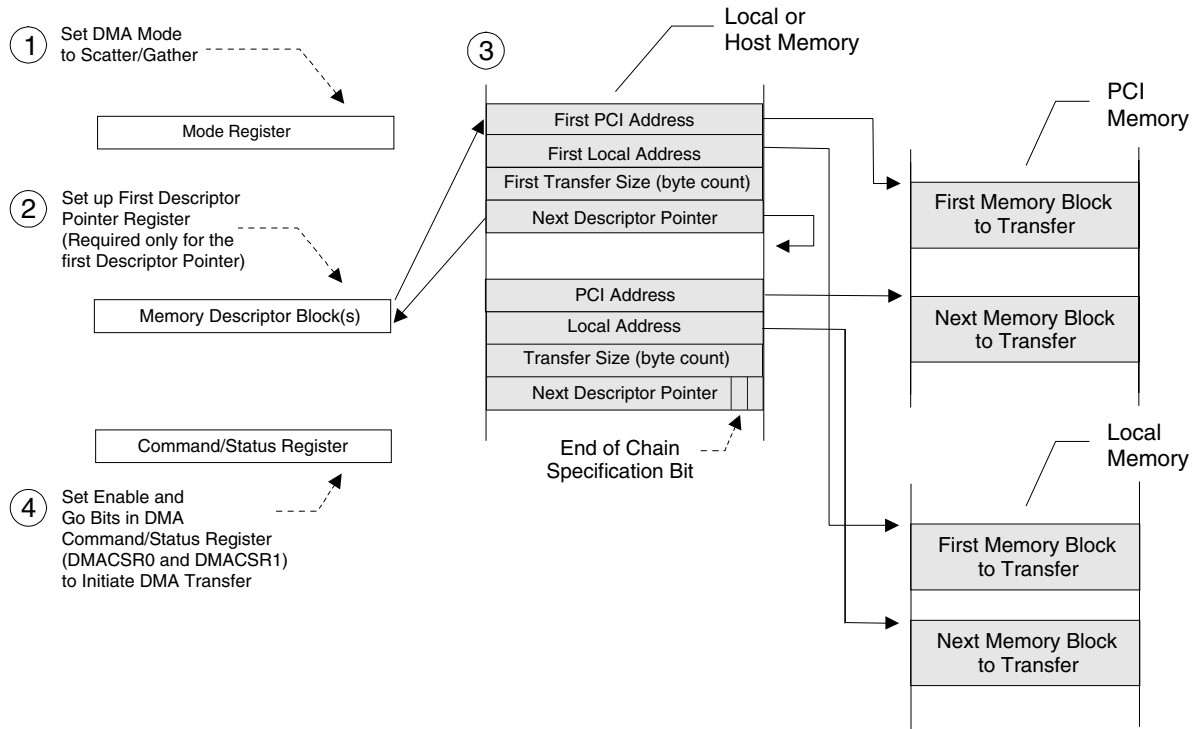 1
Set DMA Mode
to Scatter/Gather
Mode Register
2
Set up First Descriptor
Pointer Register
(Required only for the
first Descriptor Pointer)
Memory Descriptor Block(s)
Command/Status Register
4
Set Enable and
Go Bits in DMA
Command/Status Register
(DMACSR0 and DMACSR1)
to Initiate DMA Transfer
3
Local or
Host Memory
First PCI Address
First Local Address
First Transfer Size (byte count)
Next Descriptor Pointer
PCI Address
Local Address
Transfer Size (byte count)
Next Descriptor Pointer
End of Chain
Specification Bit
PCI
Memory
First Memory Block
to Transfer
Next Memory Block
to Transfer
Local
Memory
First Memory Block
to Transfer
Next Memory Block
to Transfer